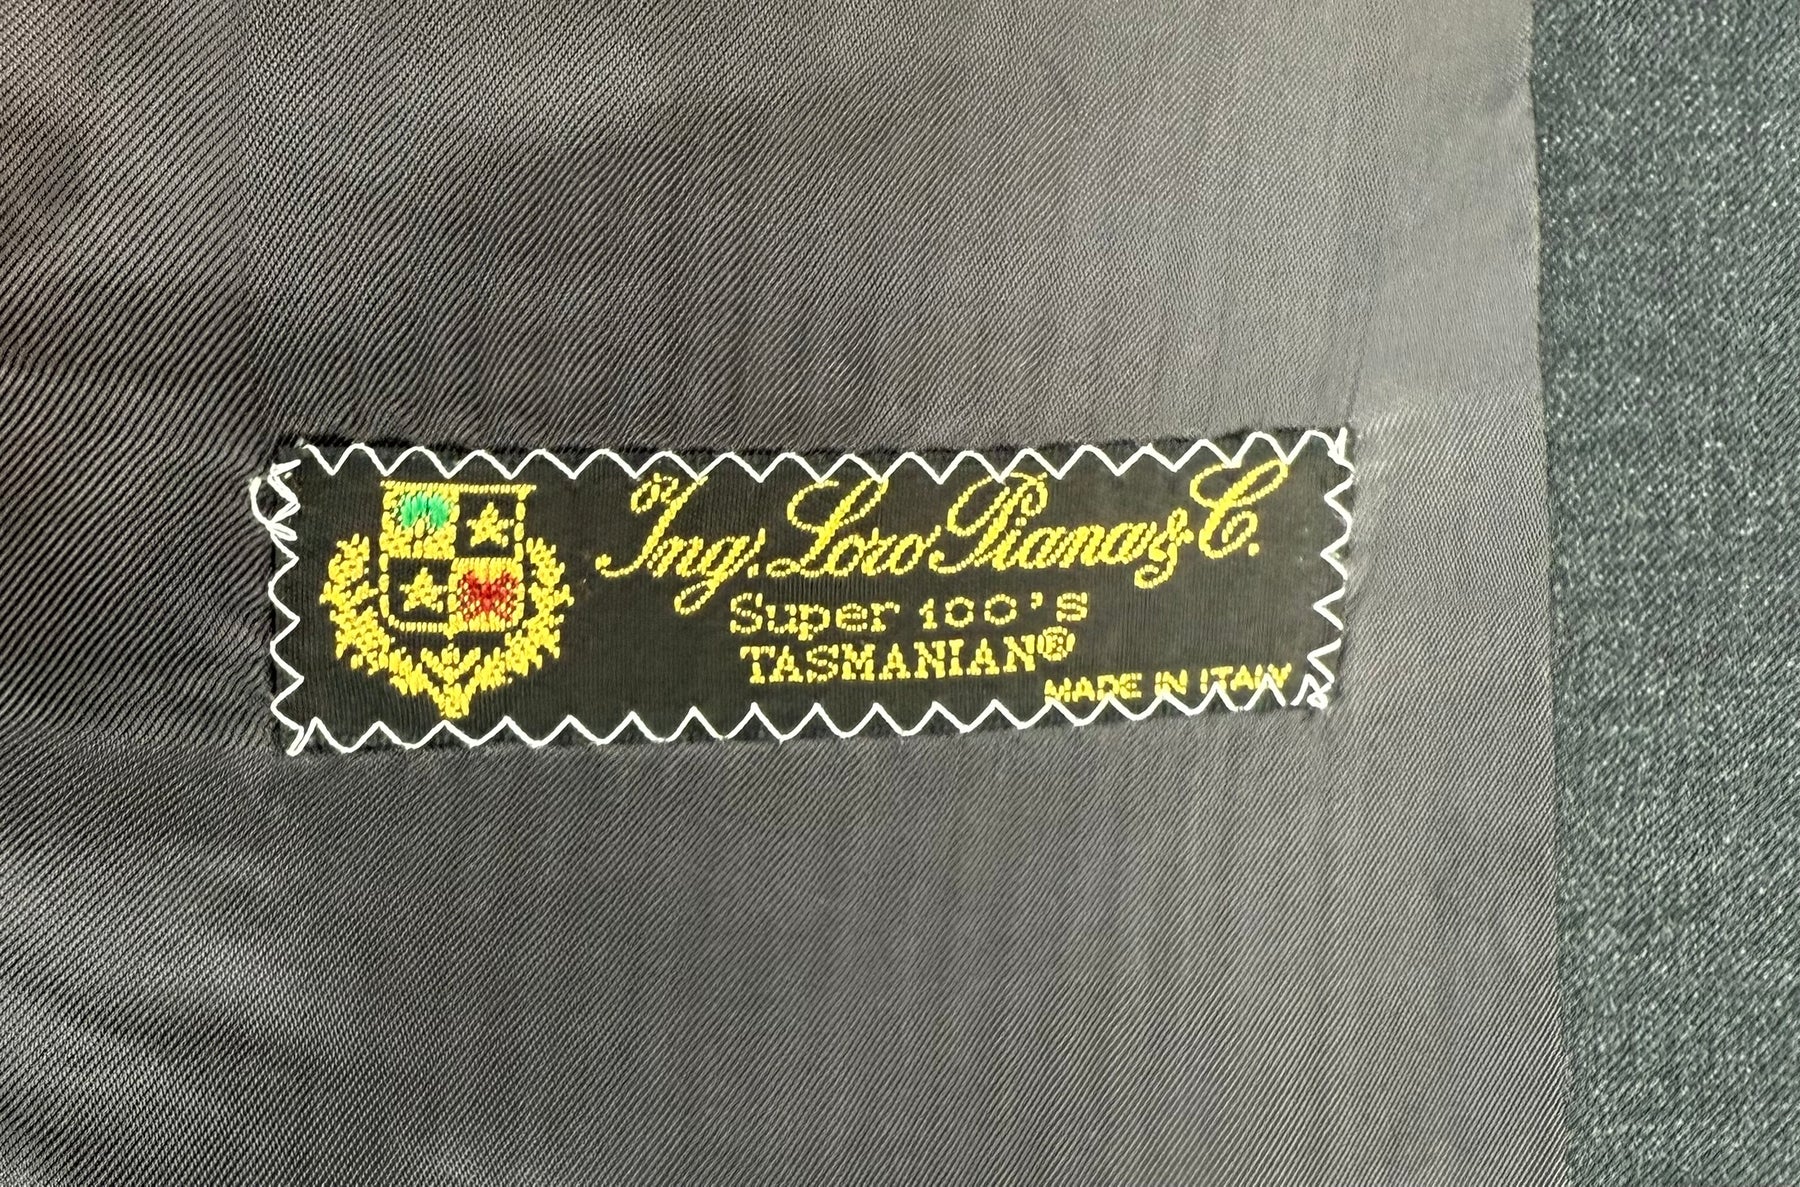 Ing. Loro Piana & C.
Super 100's
TASMANIAN®
MADE IN ITALY